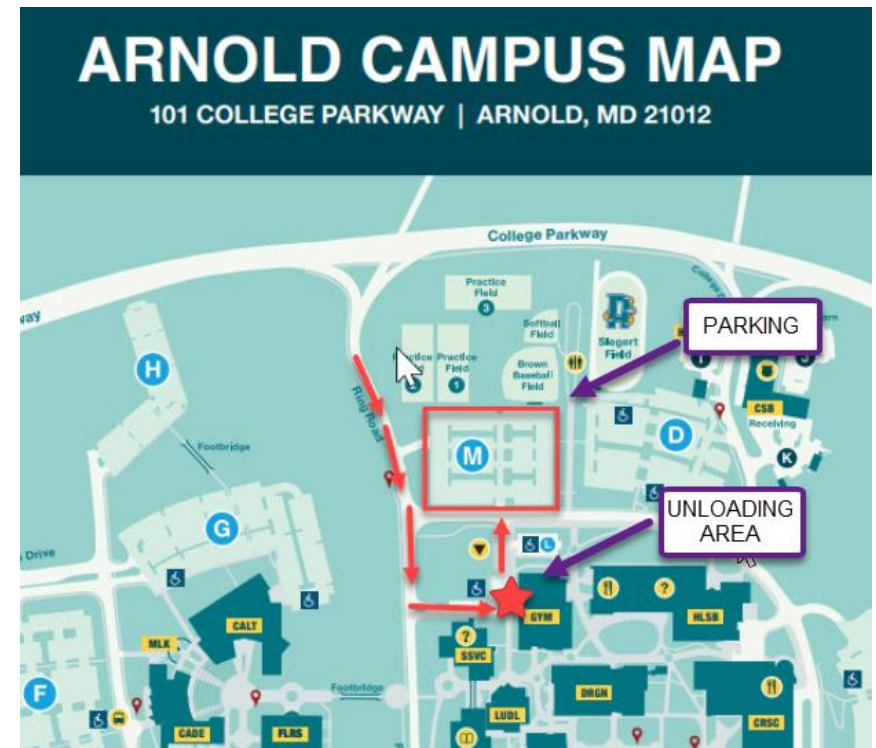 ARNOLD CAMPUS MAP
101 COLLEGE PARKWAY | ARNOLD, MD 21012
College Parkway
Practice
Field
3
Softball
Field
Siegert
Field
PARKING
Practice
Field
1
Brown
Baseball
Field
H
Ring Road
Footbridge
M
D
CSB
Receiving
K
G
UNLOADING
AREA
L
Drive
GYM
?
HLSB
CALT
MLK
?
SSVC
F
Footbridge
DRGN
LUDL
CADE
FLRS
CRSC